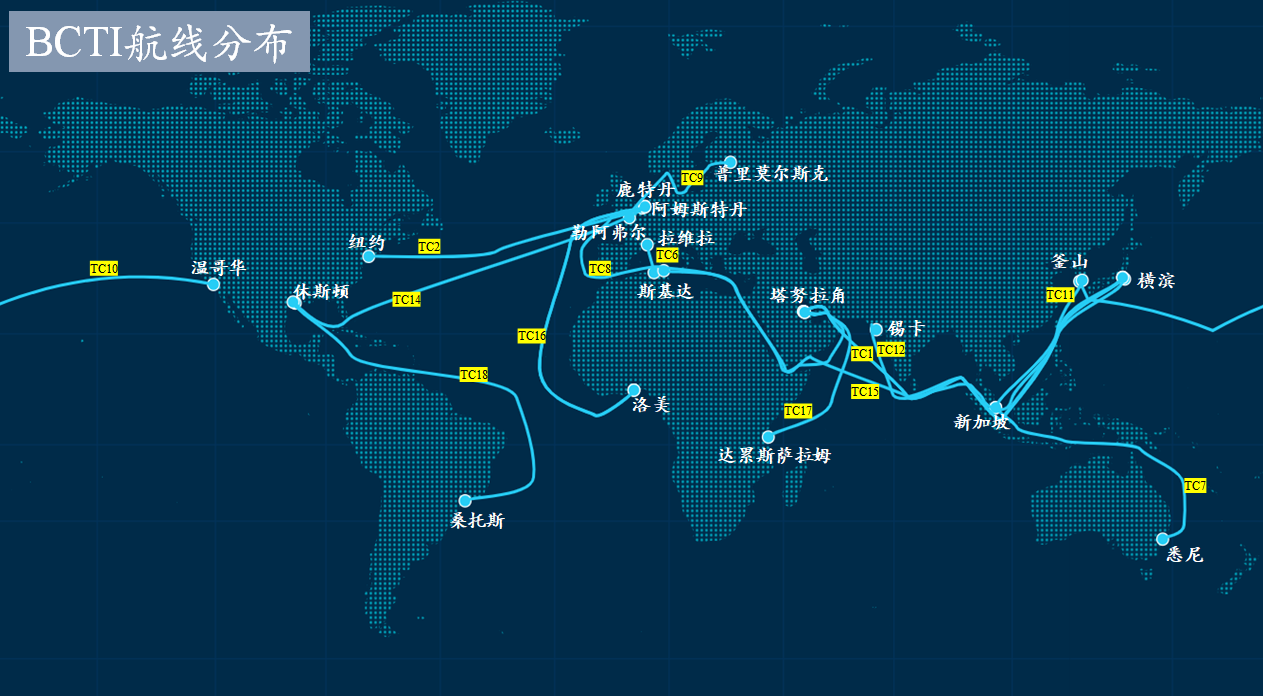 BCTI航线分布
普里莫尔斯克
TC9
鹿特丹
阿姆斯特丹
勒阿弗尔
拉维拉
纽约
TC2
TC6
釜山
TC10
温哥华
TC8
横滨
休斯顿
斯基达
塔努拉角
TC11
TC14
锡卡
TC16
TC1
TC12
TC18
TC15
洛美
TC17
新加坡
达累斯萨拉姆
TC7
桑托斯
悉尼